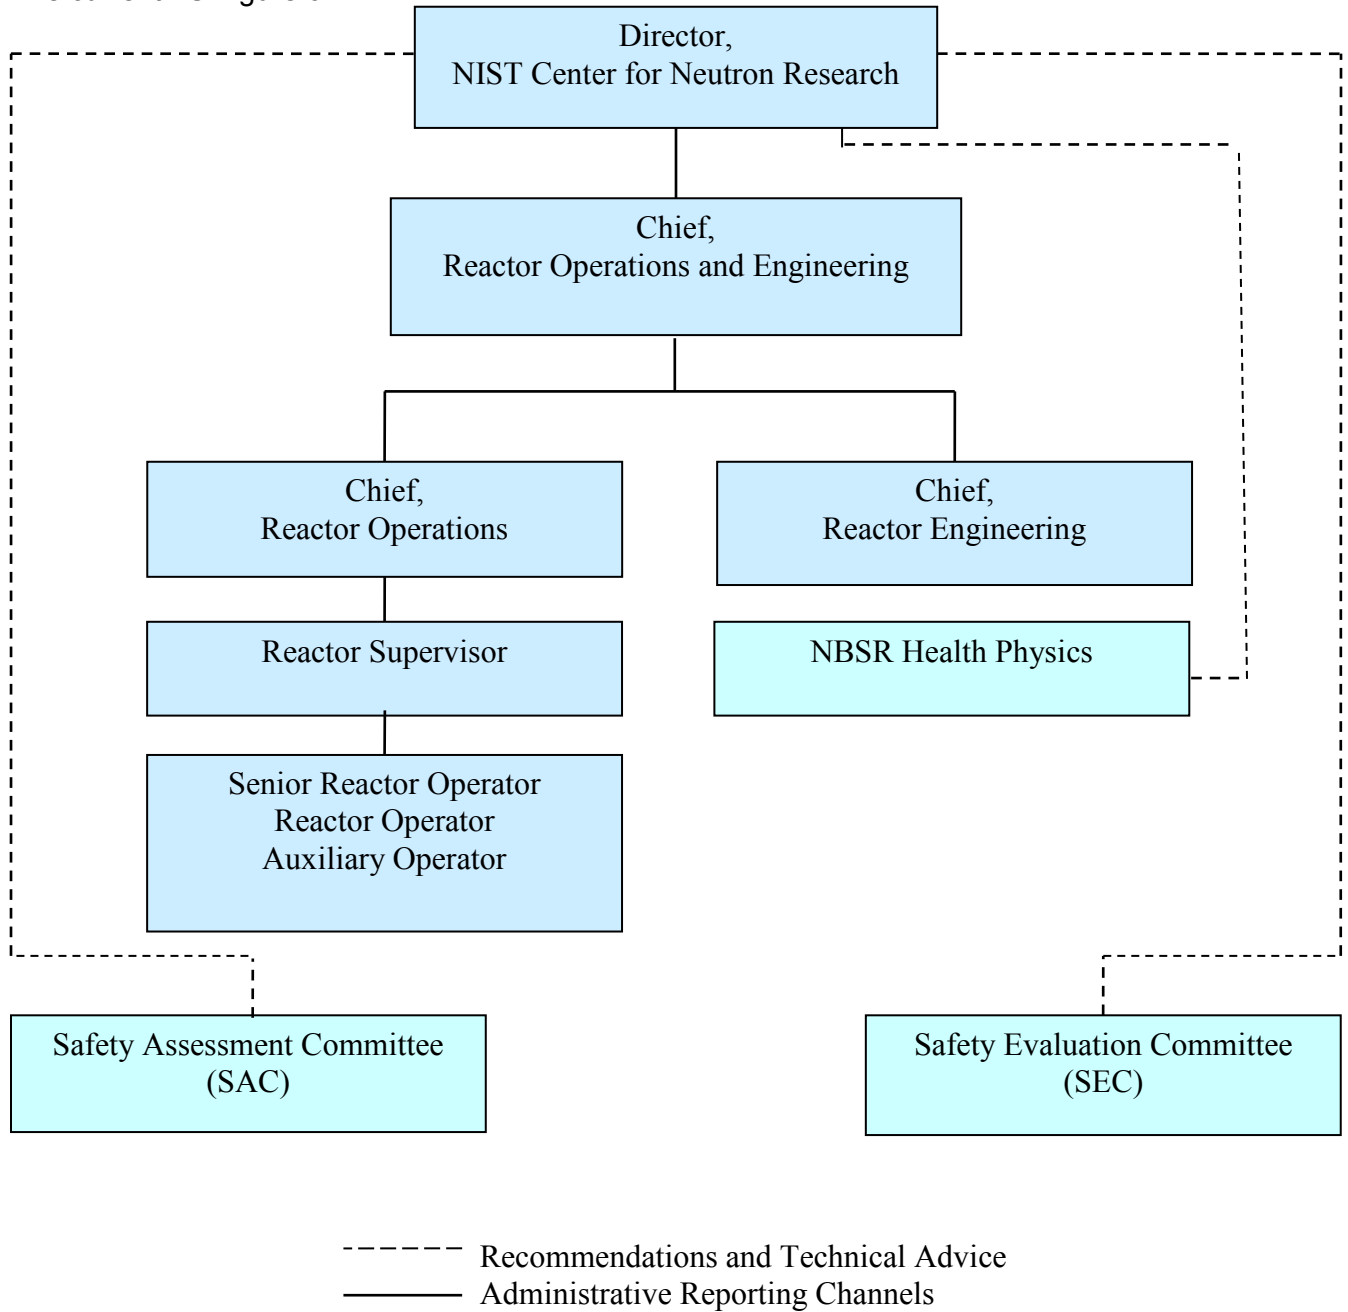 Director,
NIST Center for Neutron Research
Chief,
Reactor Operations and Engineering
Chief,
Reactor Operations
Chief,
Reactor Engineering
Reactor Supervisor
NBSR Health Physics
Senior Reactor Operator
Reactor Operator
Auxiliary Operator
Safety Assessment Committee
(SAC)
Safety Evaluation Committee
(SEC)
Recommendations and Technical Advice
Administrative Reporting Channels